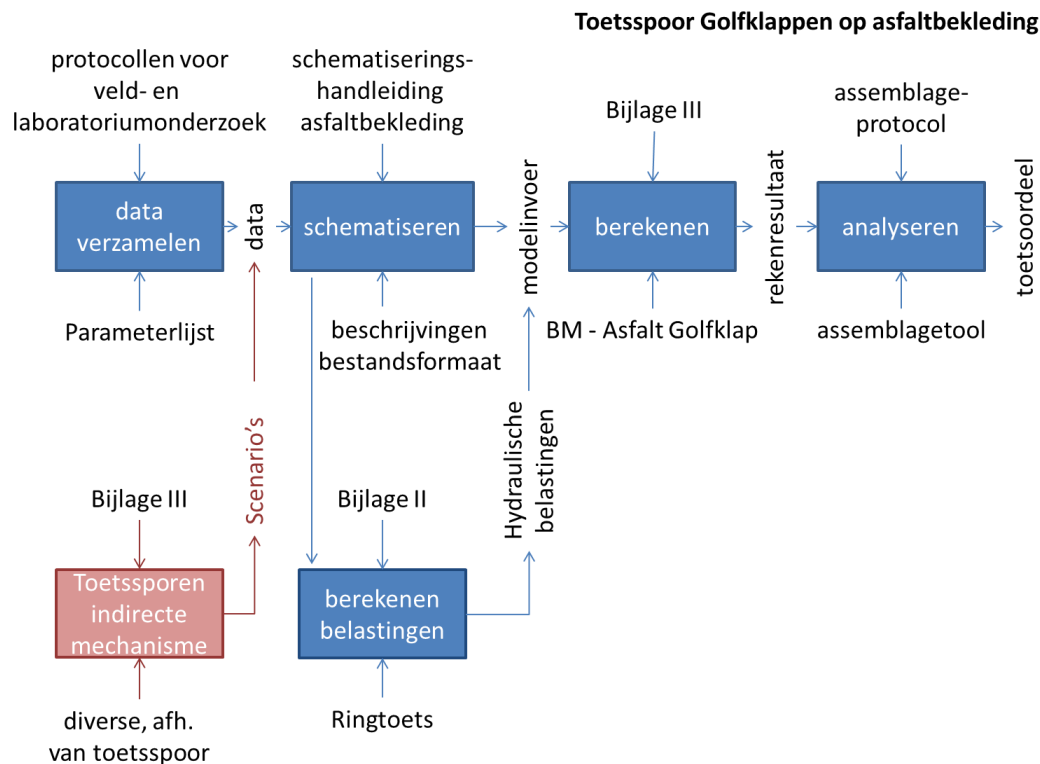 Toetsspoor Golfklappen op asfaltbekleding
protocollen voor
veld- en
laboratoriumonderzoek
schematiserings-
handleiding
asfaltbekleding
Bijlage III
assemblage-
protocol
data
verzamelen
data
schematiseren
modelinvoer
berekenen
rekenresultaat
analyseren
toetsoordeel
Parameterlijst
beschrijvingen
bestandsformaat
BM - Asfalt Golfklap
assemblagetool
Scenario's
Hydraulische
belastingen
Bijlage III
Bijlage II
Toetssporen
indirecte
mechanisme
berekenen
belastingen
diverse, afh.
van toetsspoor
Ringtoets